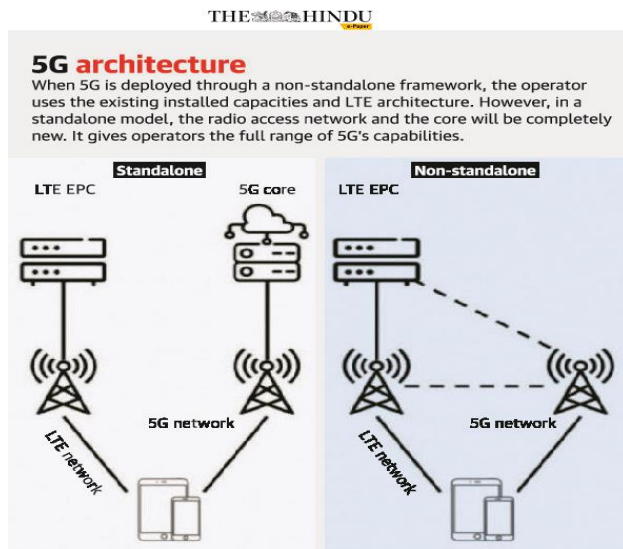 THE HINDU
e-Paper
5G architecture
When 5G is deployed through a non-standalone framework, the operator
uses the existing installed capacities and LTE architecture. However, in a
standalone model, the radio access network and the core will be completely
new. It gives operators the full range of 5G's capabilities.
Standalone
LTE EPC
5G core
5G network
LTE network
Non-standalone
LTE EPC
5G network
LTE network